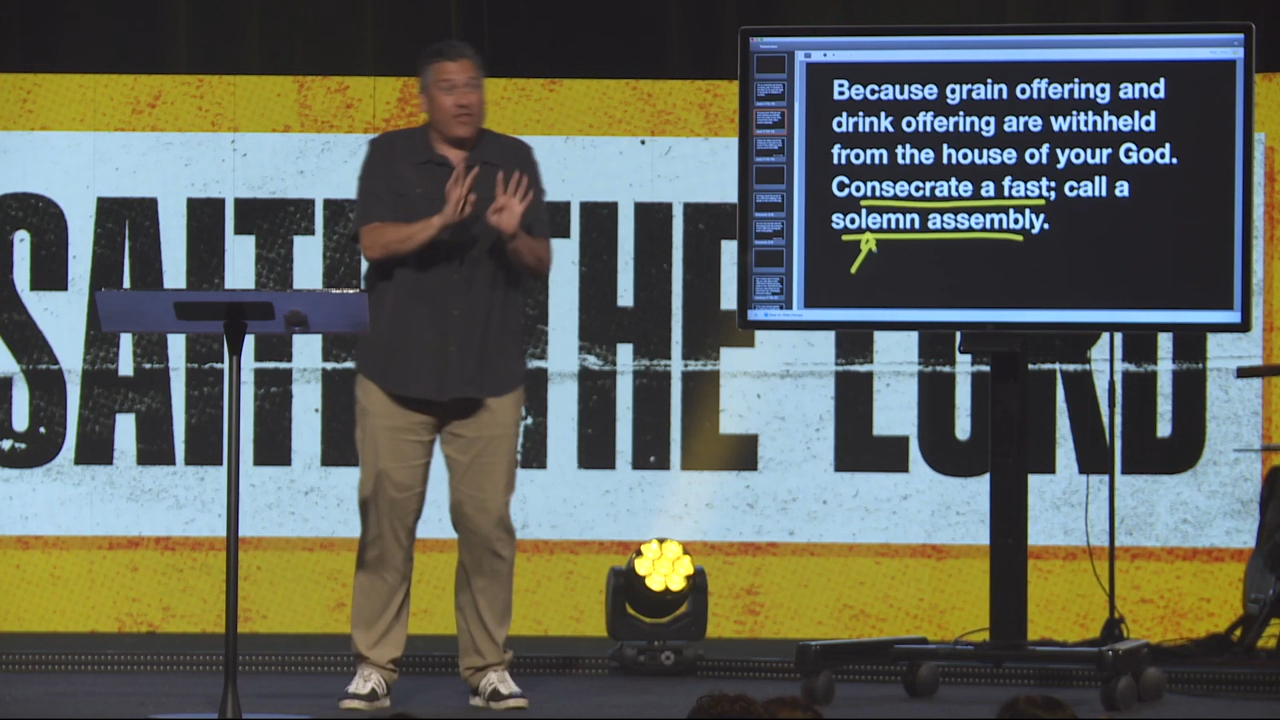 SAITH THE LORD
Because grain offering and
drink offering are withheld
from the house of your God.
Consecrate a fast; call a
solemn assembly.